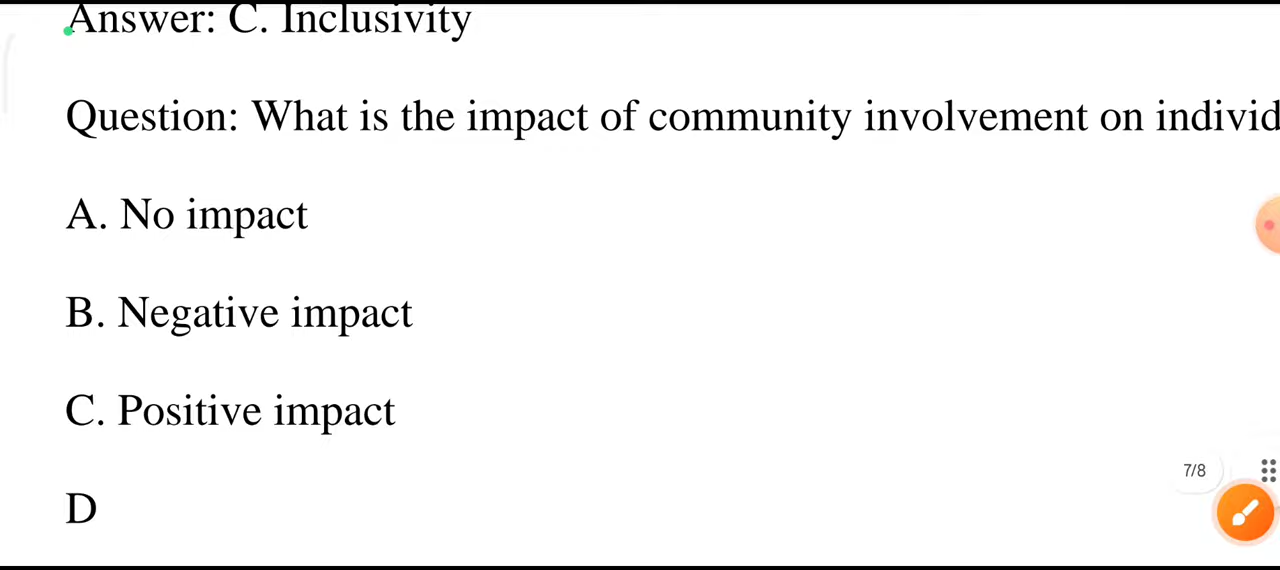 Answer: C. Inclusivity
Question: What is the impact of community involvement on individ
A. No impact
B. Negative impact
C. Positive impact
7/8
D